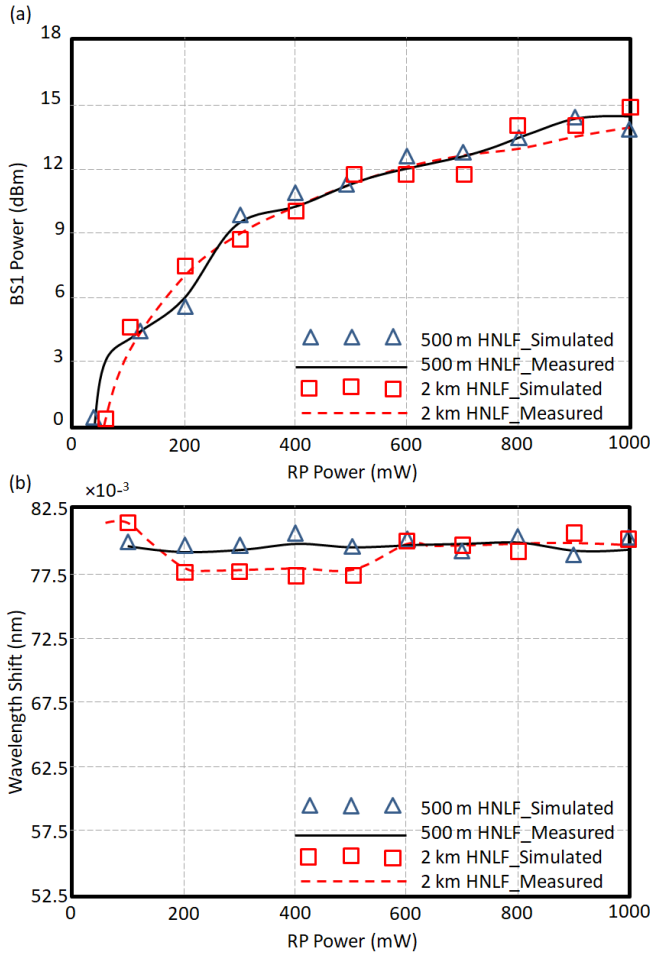 (a)
18
15
12
9
6
3
0
BS1 Power (dBm)
500 m HNLF_Simulated
500 m HNLF_Measured
2 km HNLF_Simulated
2 km HNLF_Measured
0 200 400 600 800 1000
RP Power (mW)
(b)
×10⁻³
82.5
77.5
72.5
67.5
62.5
57.5
52.5
Wavelength Shift (nm)
500 m HNLF_Simulated
500 m HNLF_Measured
2 km HNLF_Simulated
2 km HNLF_Measured
0 200 400 600 800 1000
RP Power (mW)